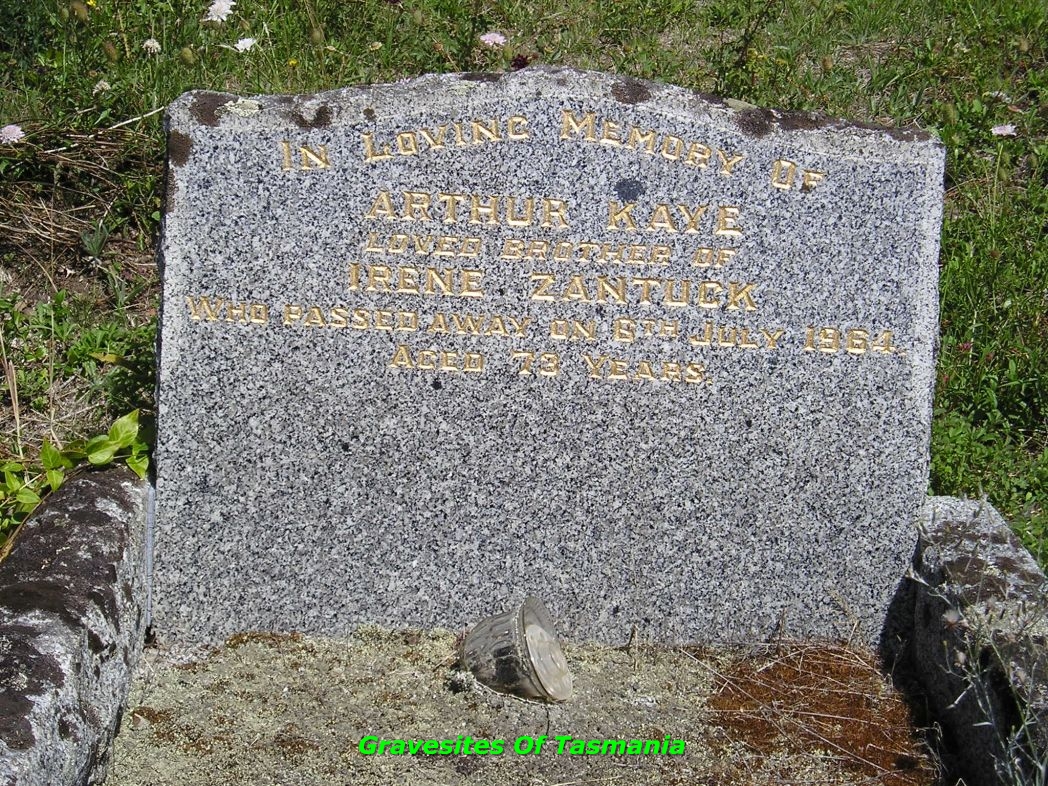 In Loving Memory Of
ARTHUR KAYE
LOVED BROTHER OF
IRENE ZANTUCK
WHO PASSED AWAY ON 6TH JULY 1964.
AGED 73 YEARS.
Gravesites Of Tasmania